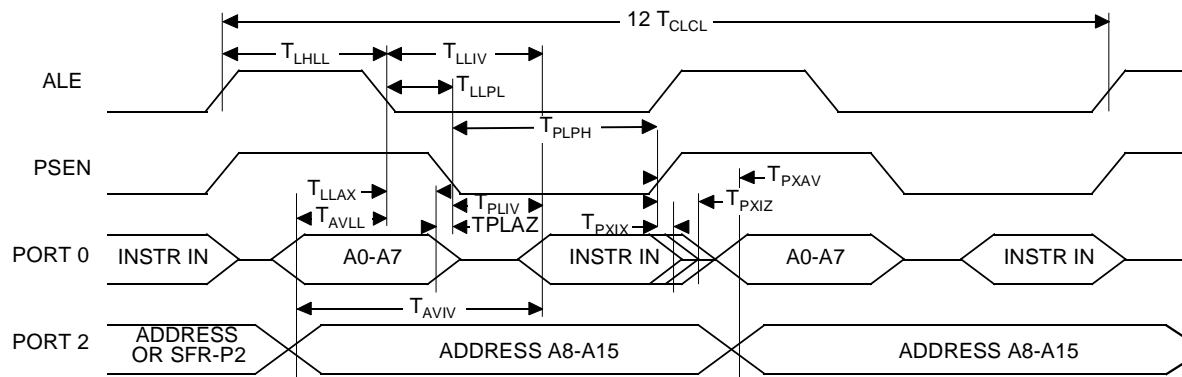 12 TCLCL
TLHLL TLLIV
ALE
TLLPL
TPLPH
PSEN
TLLAX TPXAV
TPLIV TPXIZ
TAVLL TPLAZ TPXIX
PORT 0 INSTR IN A0-A7 INSTR IN A0-A7 INSTR IN
TAVIV
PORT 2 ADDRESS OR SFR-P2 ADDRESS A8-A15 ADDRESS A8-A15